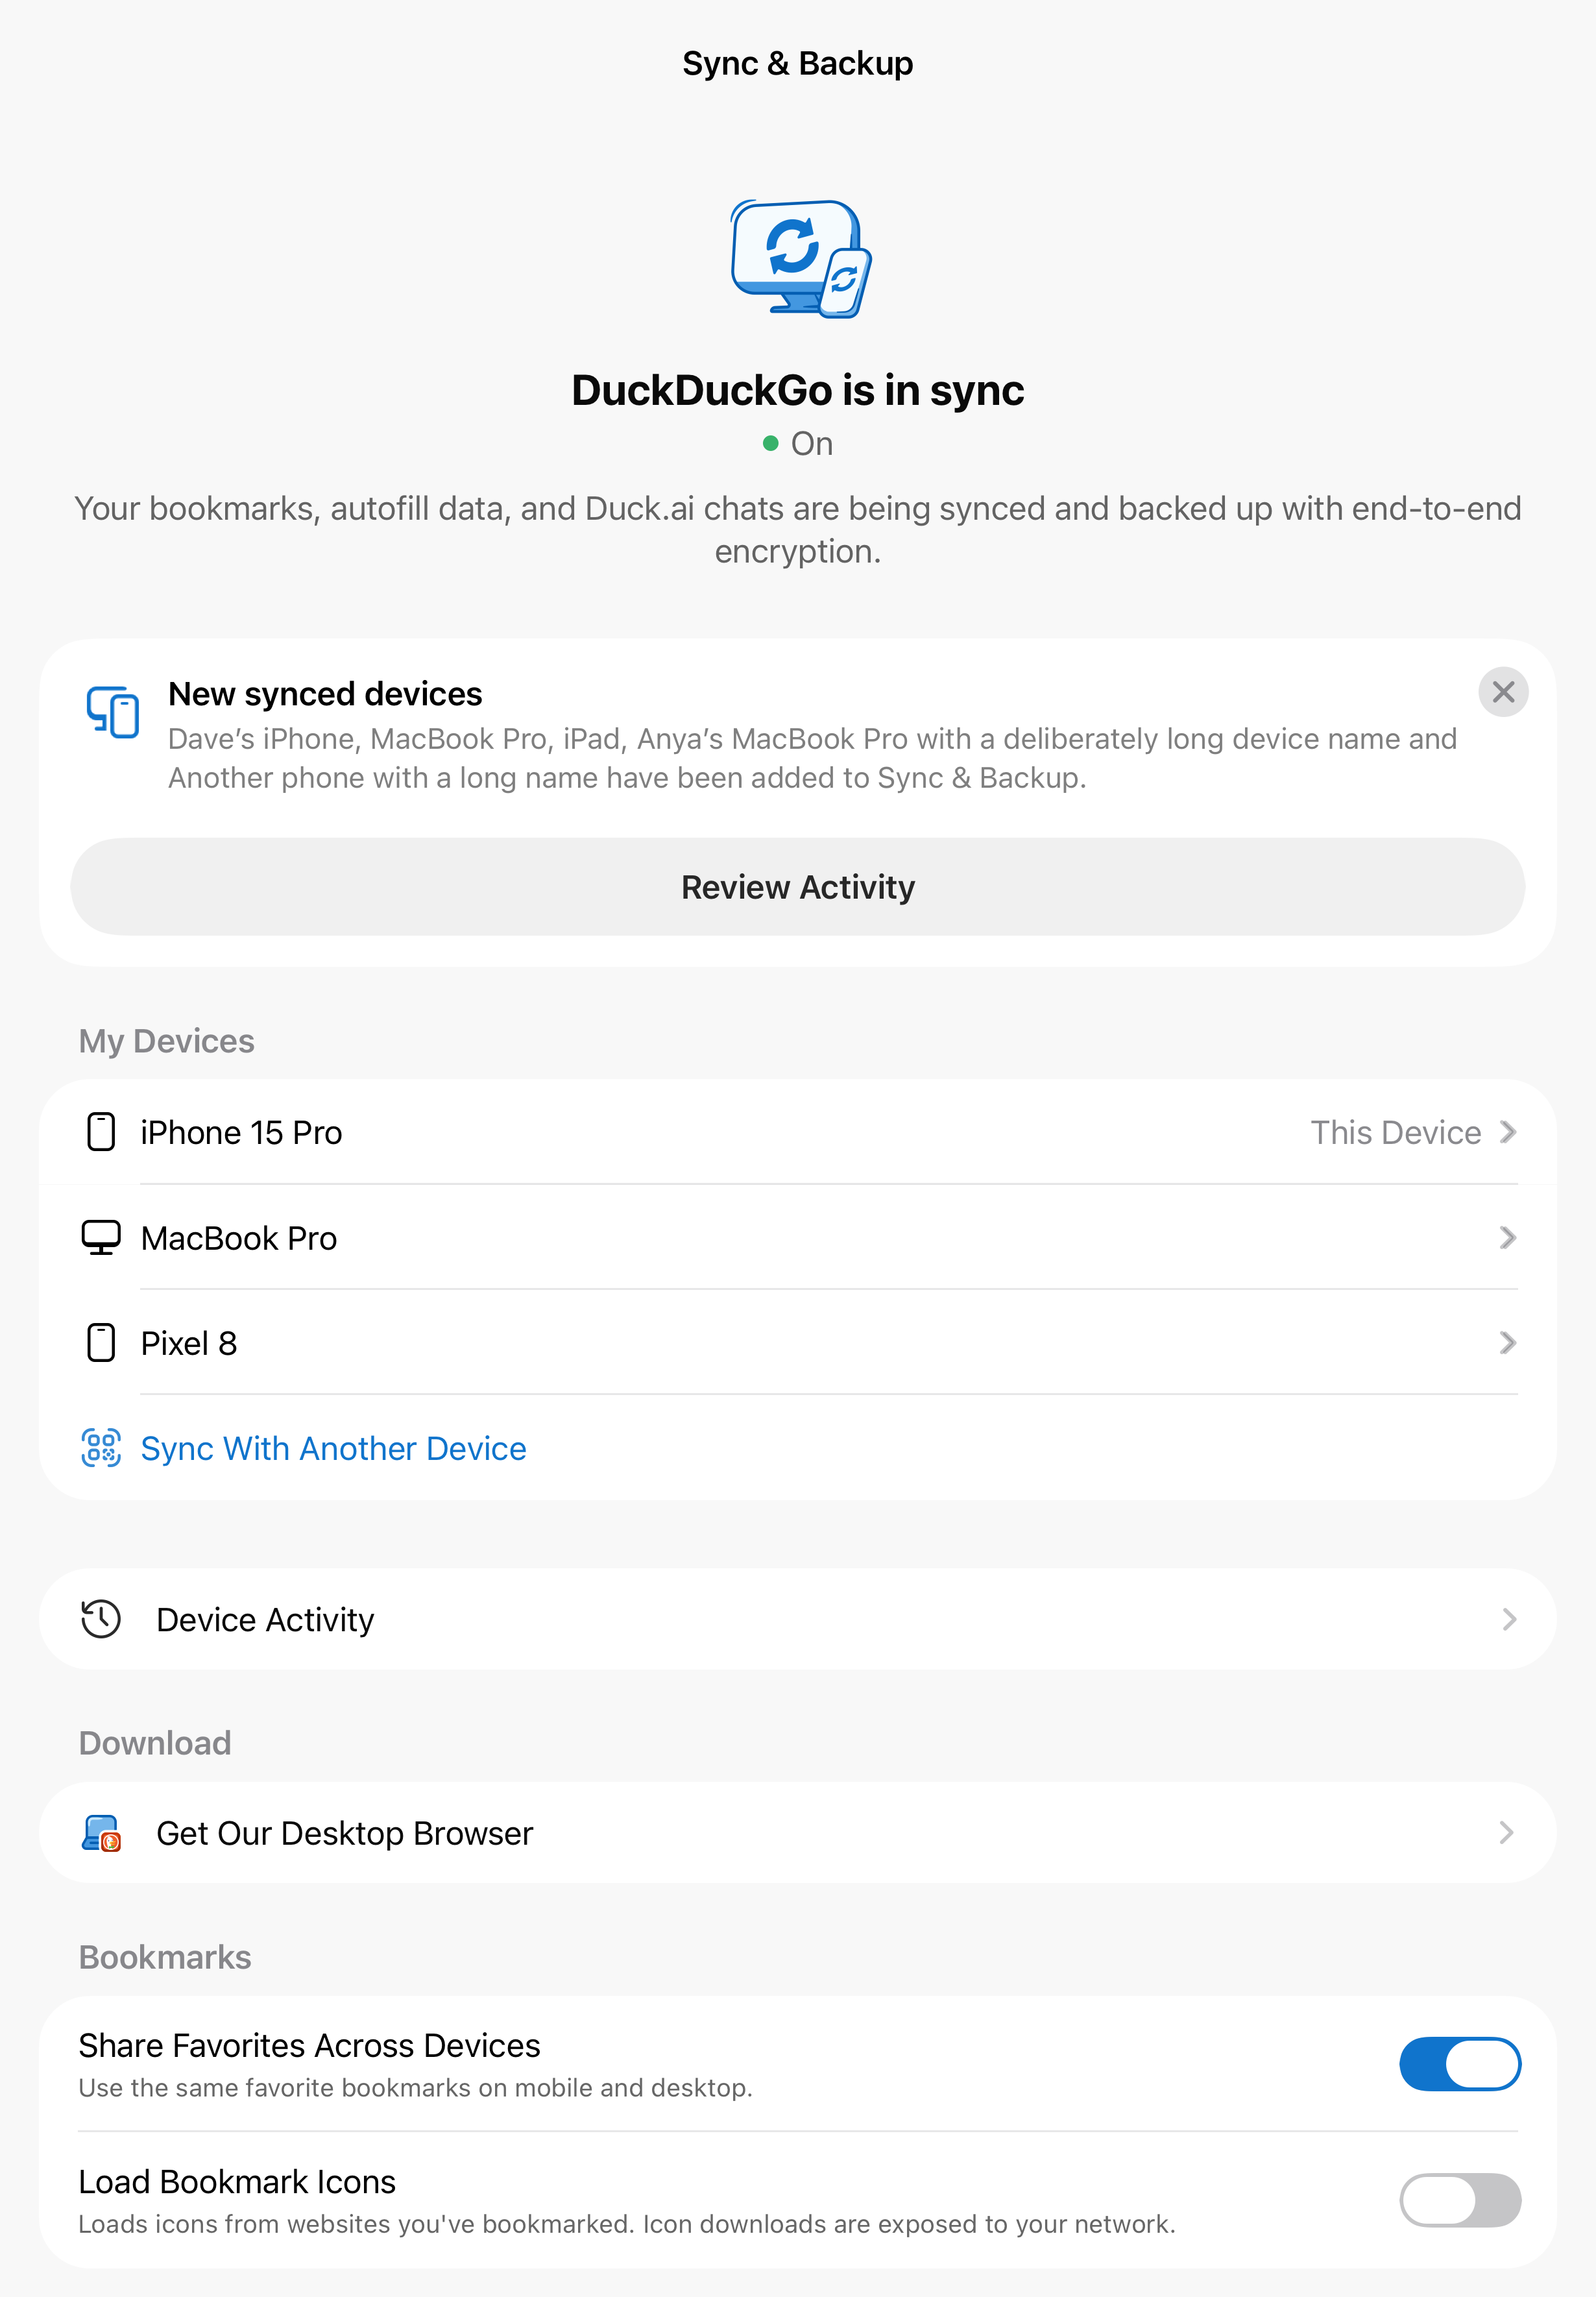 Sync & Backup
DuckDuckGo is in sync
On
Your bookmarks, autofill data, and Duck.ai chats are being synced and backed up with end-to-end
encryption.
New synced devices
Dave’s iPhone, MacBook Pro, iPad, Anya’s MacBook Pro with a deliberately long device name and
Another phone with a long name have been added to Sync & Backup.
Review Activity
My Devices
iPhone 15 Pro
This Device
MacBook Pro
Pixel 8
Sync With Another Device
Device Activity
Download
Get Our Desktop Browser
Bookmarks
Share Favorites Across Devices
Use the same favorite bookmarks on mobile and desktop.
Load Bookmark Icons
Loads icons from websites you've bookmarked. Icon downloads are exposed to your network.